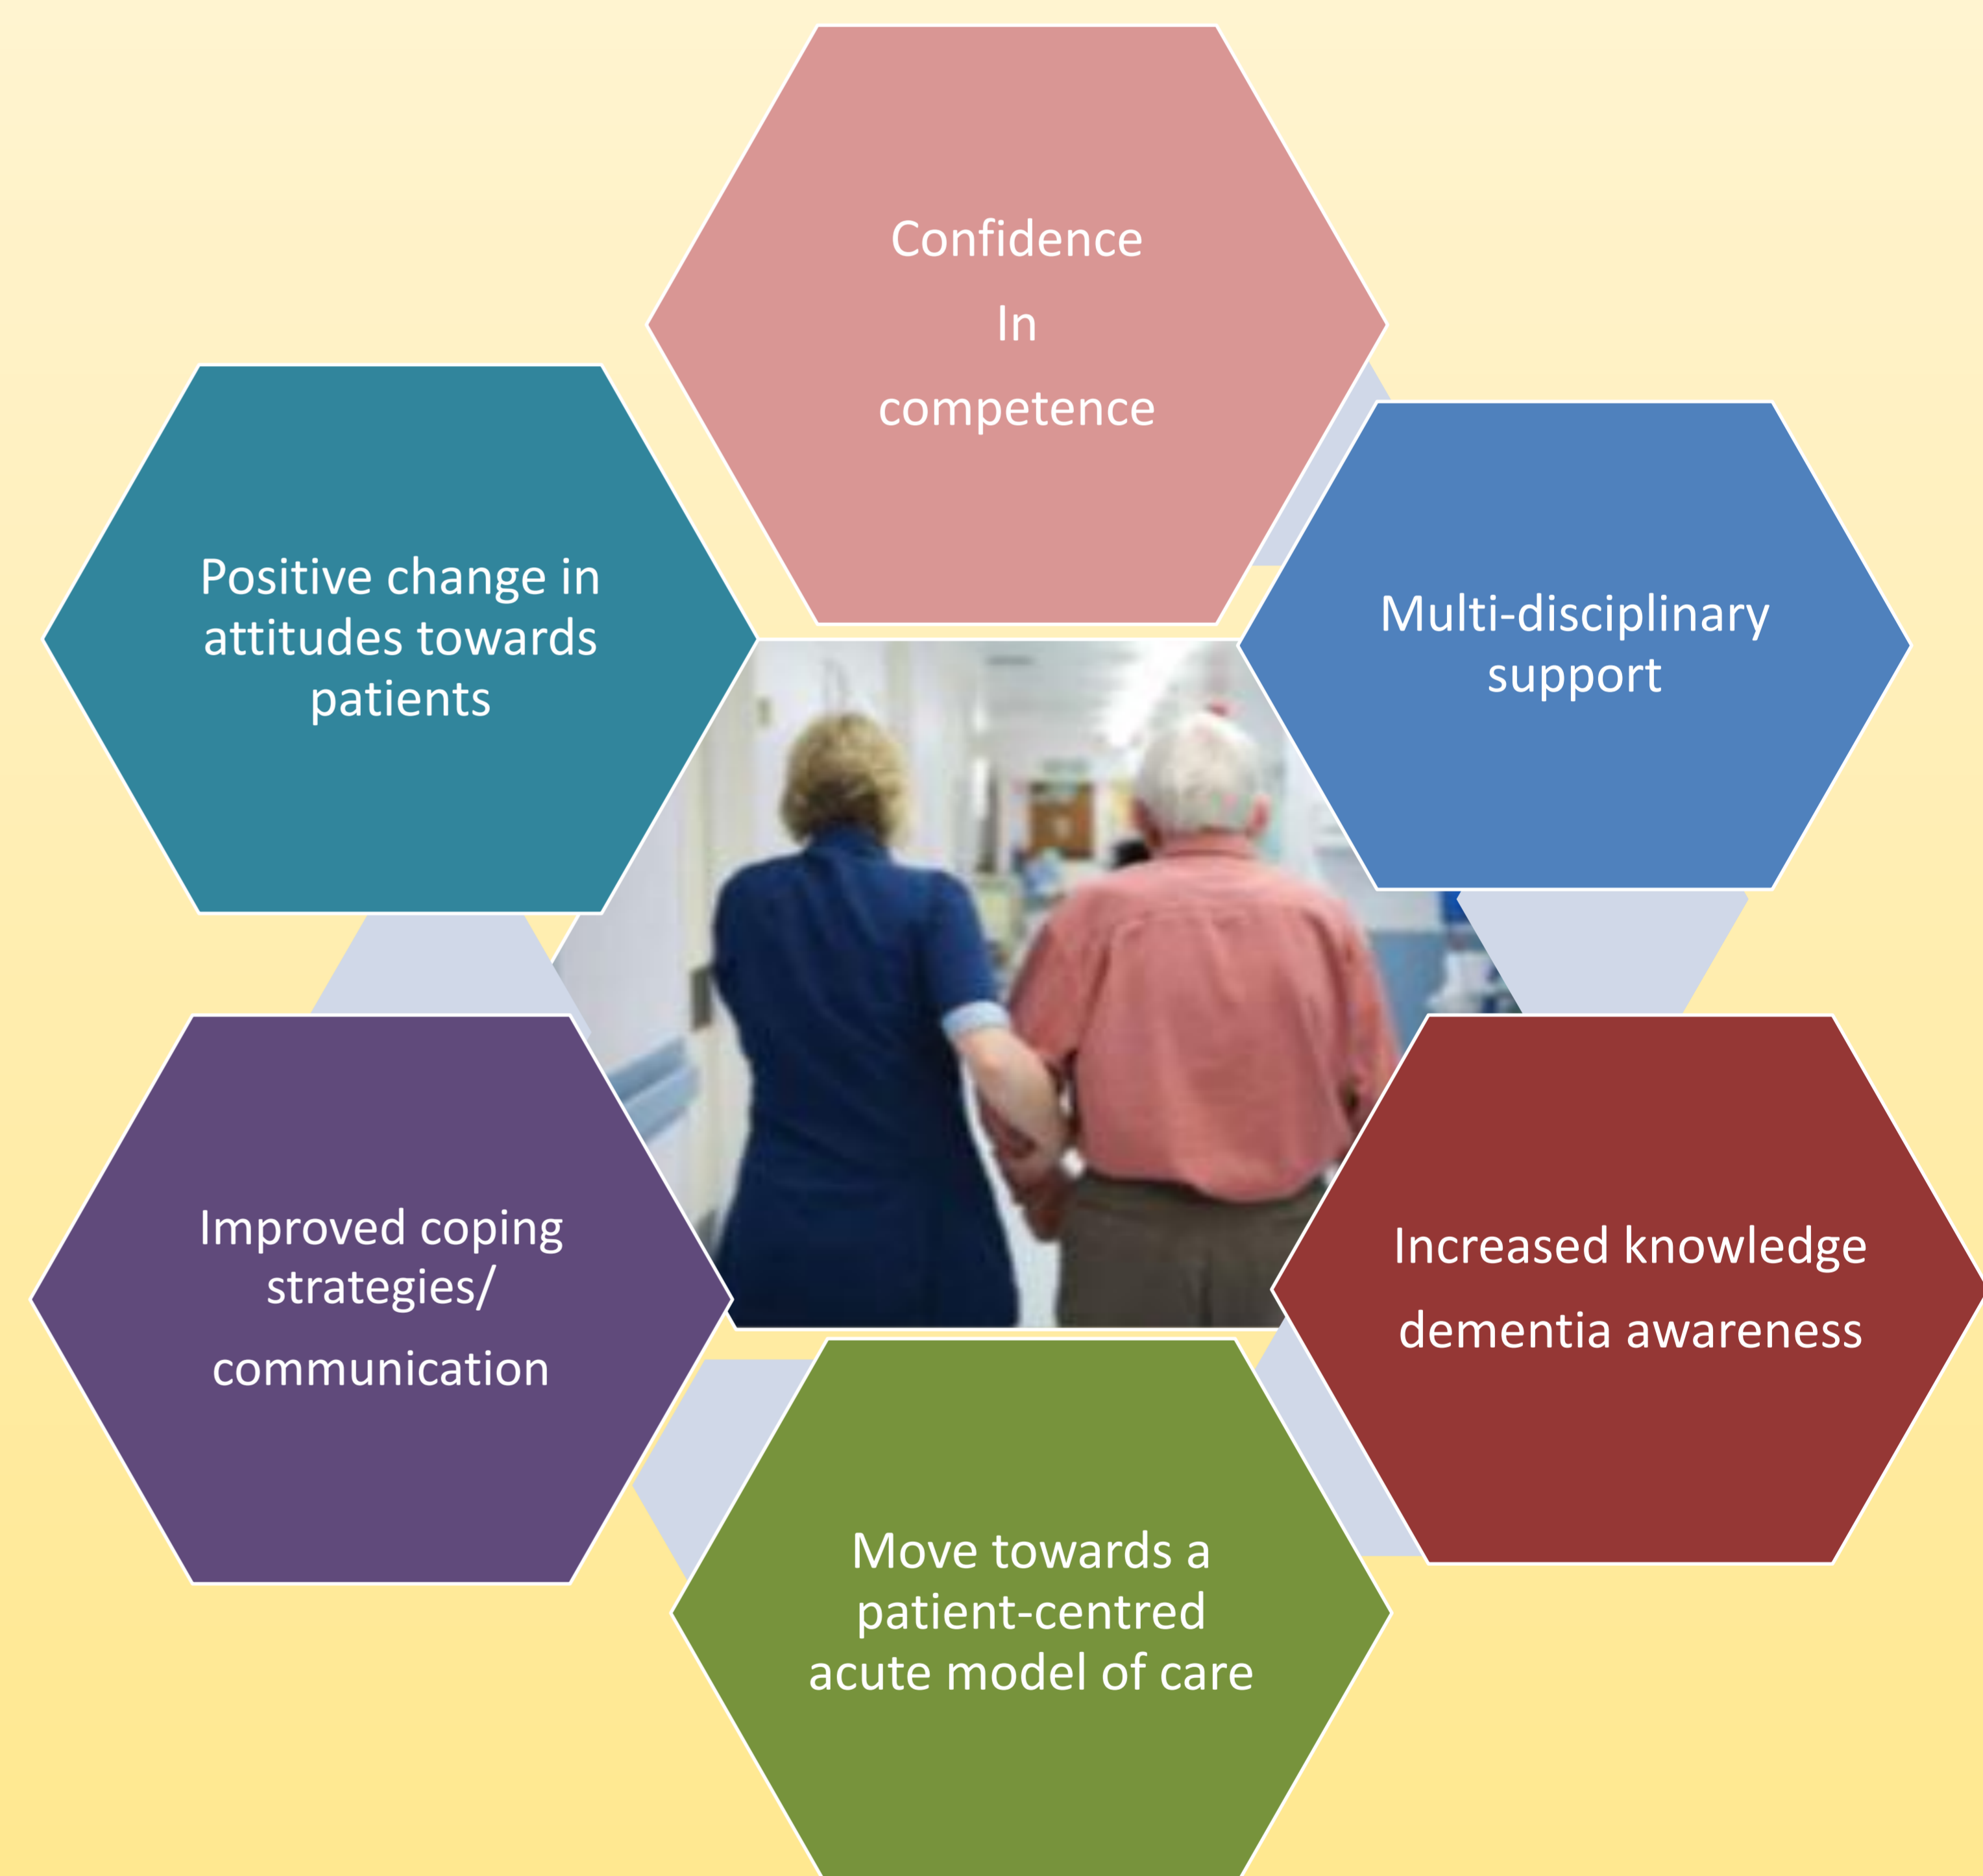 Confidence
In
competence
Multi-disciplinary
support
Increased knowledge
dementia awareness
Move towards a
patient-centred
acute model of care
Improved coping
strategies/
communication
Positive change in
attitudes towards
patients